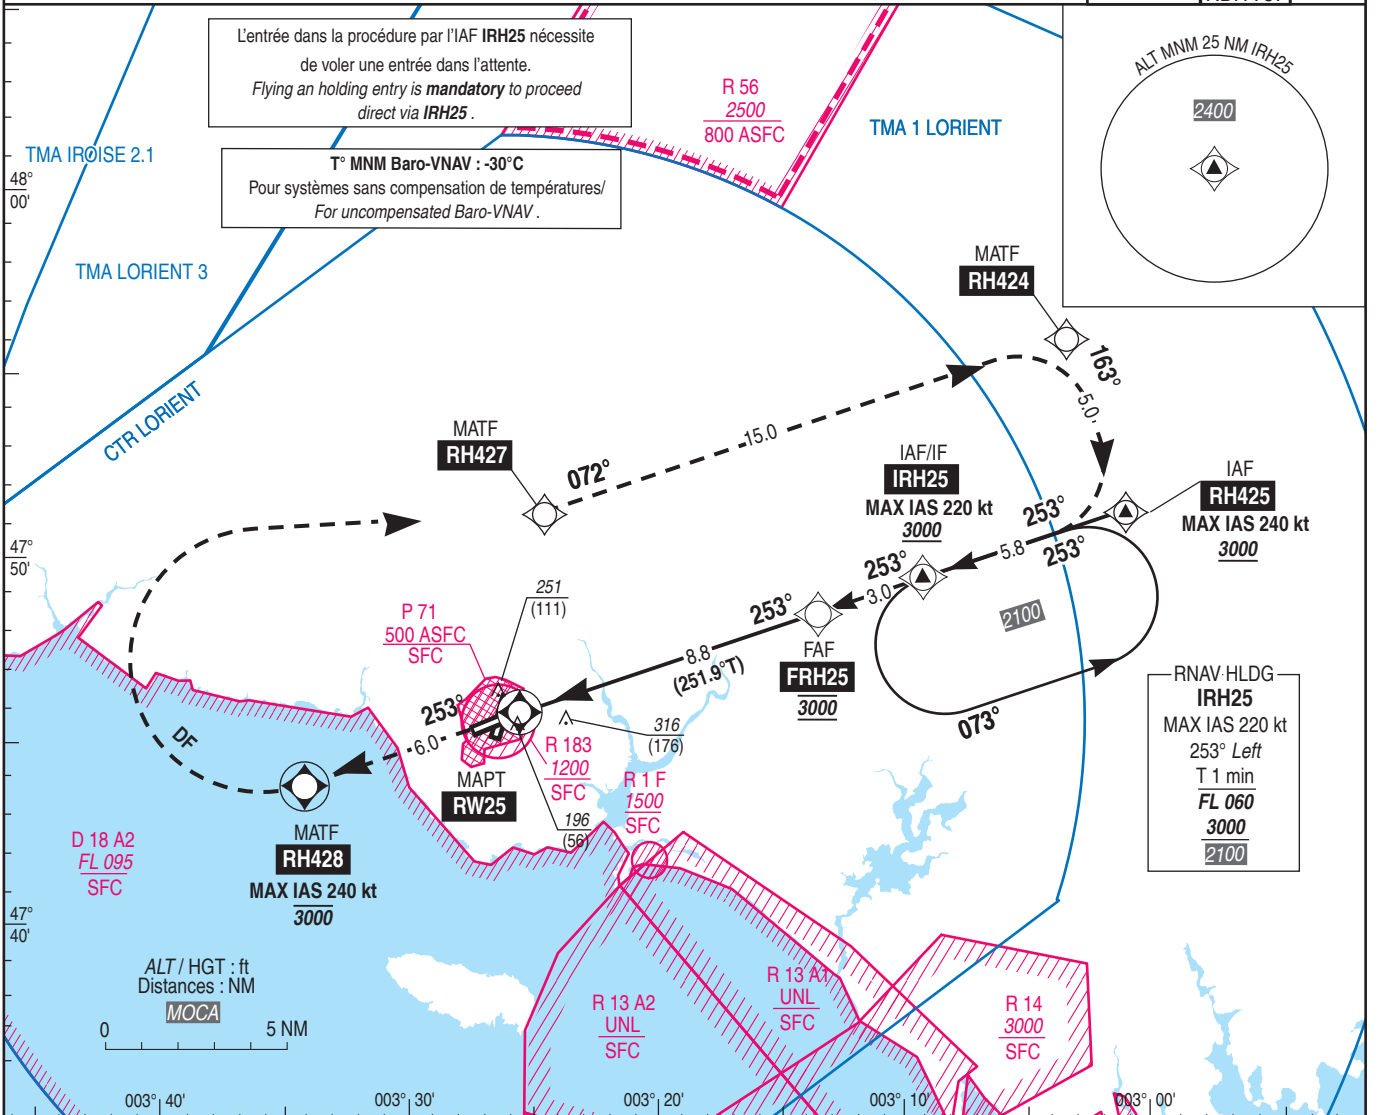 L'entrée dans la procédure par l'IAF IRH25 nécessite
de voler une entrée dans l'attente.
Flying an holding entry is mandatory to proceed
direct via IRH25 .
T° MNM Baro-VNAV : -30°C
Pour systèmes sans compensation de températures/
For uncompensated Baro-VNAV .
R 56
2500
800 ASFC
TMA 1 LORIENT
ALT MNM 25 NM IRH25
2400
TMA IROISE 2.1
48°
00'
TMA LORIENT 3
CTR LORIENT
MATF
RH424
163°
5.0
15.0
MATF
RH427
072°
IAF/IF
IRH25
MAX IAS 220 kt
3000
IAF
RH425
MAX IAS 240 kt
3000
253°
253°
5.8
253°
3.0
2100
47°
50'
251
(111)
P 71
500 ASFC
SFC
253°
8.8
(251.9°T)
FAF
FRH25
3000
073°
RNAV HLDG
IRH25
MAX IAS 220 kt
253° Left
T 1 min
FL 060
3000
2100
253°
6.0
DF
316
(176)
R 183
1200
SFC
MAPT
RW25
196
(56)
R 1 F
1500
SFC
MATF
RH428
MAX IAS 240 kt
3000
D 18 A2
FL 095
SFC
47°
40'
ALT / HGT : ft
Distances : NM
MOCA
0 5 NM
R 13 A2
UNL
SFC
R 13 A1
UNL
SFC
R 14
3000
SFC
003° 40' 003° 30' 003° 20' 003° 10' 003° 00'